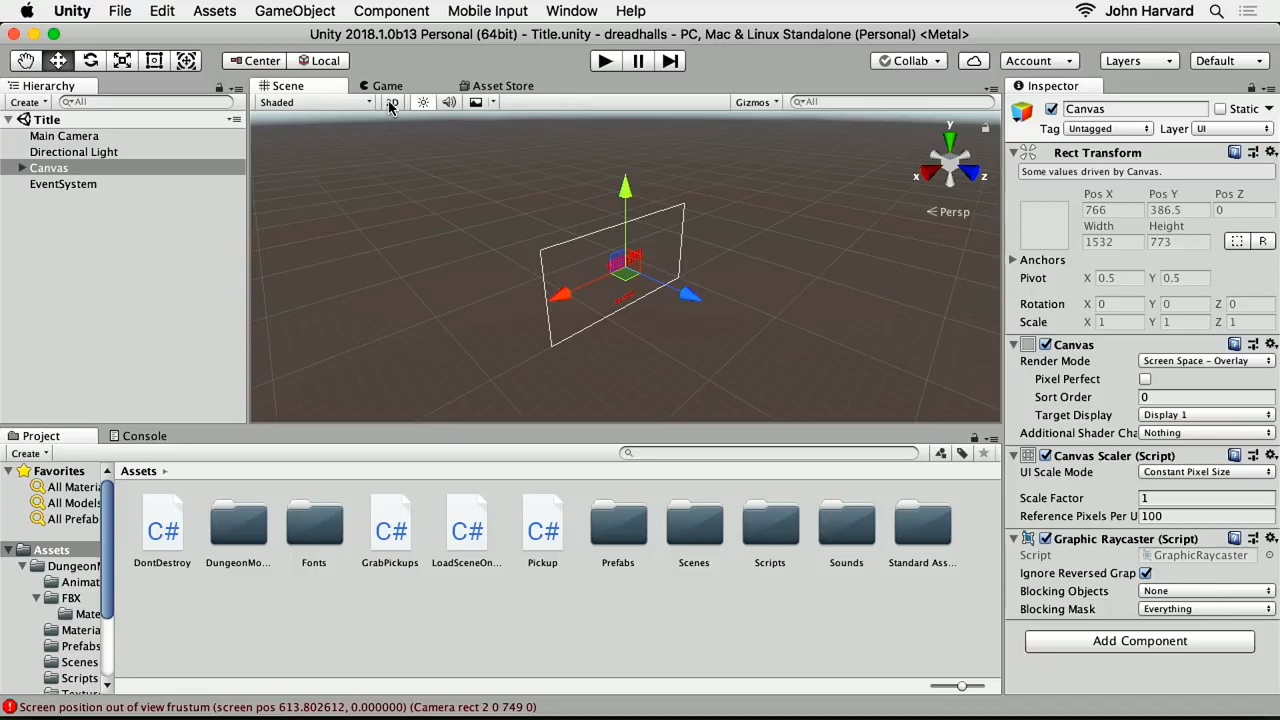 Unity File Edit Assets GameObject Component Mobile Input Window Help John Harvard
Unity 2018.1.0b13 Personal (64bit) - Title.unity - dreadhalls - PC, Mac & Linux Standalone (Personal) <Metal>
Center Local Collab Account Layers Default
Hierarchy
Create All
Title
Main Camera
Directional Light
Canvas
EventSystem
Scene Game Asset Store
Shaded Gizmos All
y
x z
Persp
Inspector
Canvas Static
Tag Untagged Layer UI
Rect Transform
Some values driven by Canvas.
Pos X Pos Y Pos Z
766 386.5 0
Width Height
1532 773 R
Anchors
Pivot X 0.5 Y 0.5
Rotation X 0 Y 0 Z 0
Scale X 1 Y 1 Z 1
Canvas
Render Mode Screen Space - Overlay
Pixel Perfect
Sort Order 0
Target Display Display 1
Additional Shader Cha Nothing
Canvas Scaler (Script)
UI Scale Mode Constant Pixel Size
Scale Factor 1
Reference Pixels Per U 100
Graphic Raycaster (Script)
Script GraphicRaycaster
Ignore Reversed Grap
Blocking Objects None
Blocking Mask Everything
Add Component
Project Console
Create
Favorites
All Materia
All Models
All Prefab
Assets
DungeonM
Animat
FBX
Mate
Materia
Prefabs
Scenes
Scripts
Assets
C# C# C# C#
DontDestroy DungeonMo... Fonts GrabPickups LoadSceneOn... Pickup Prefabs Scenes Scripts Sounds Standard Ass...
Screen position out of view frustum (screen pos 613.802612, 0.000000) (Camera rect 2 0 749 0)